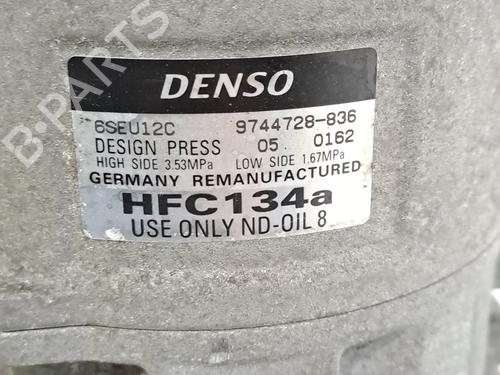 B-PARTS
DENSO
6SEU12C 9744728-836
DESIGN PRESS 05 0162
HIGH SIDE 3.53MPa LOW SIDE 1.67MPa
GERMANY REMANUFACTURED
HFC134a
USE ONLY ND-OIL 8